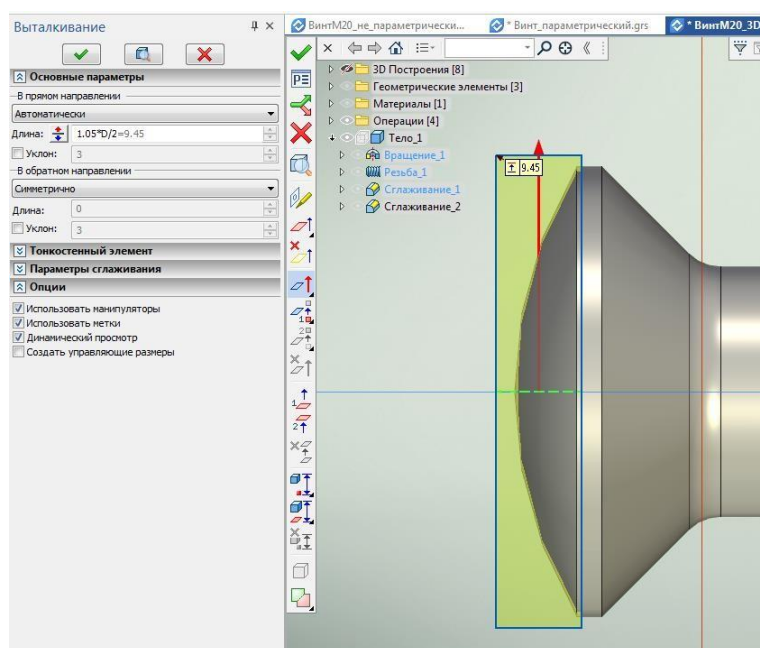 Выталкивание
Основные параметры
В прямом направлении
Автоматически
Длина: 1.05*D/2=9.45
Уклон: 3
В обратном направлении
Симметрично
Длина: 0
Уклон: 3
Тонкостенный элемент
Параметры сглаживания
Опции
Использовать манипуляторы
Использовать метки
Динамический просмотр
Создать управляющие размеры
ВинтМ20_не_параметрически...
* Винт_параметрический.grs
* ВинтМ20_3D
3D Построения [8]
Геометрические элементы [3]
Материалы [1]
Операции [4]
Тело_1
Вращение_1
Резьба_1
Сглаживание_1
Сглаживание_2
9.45